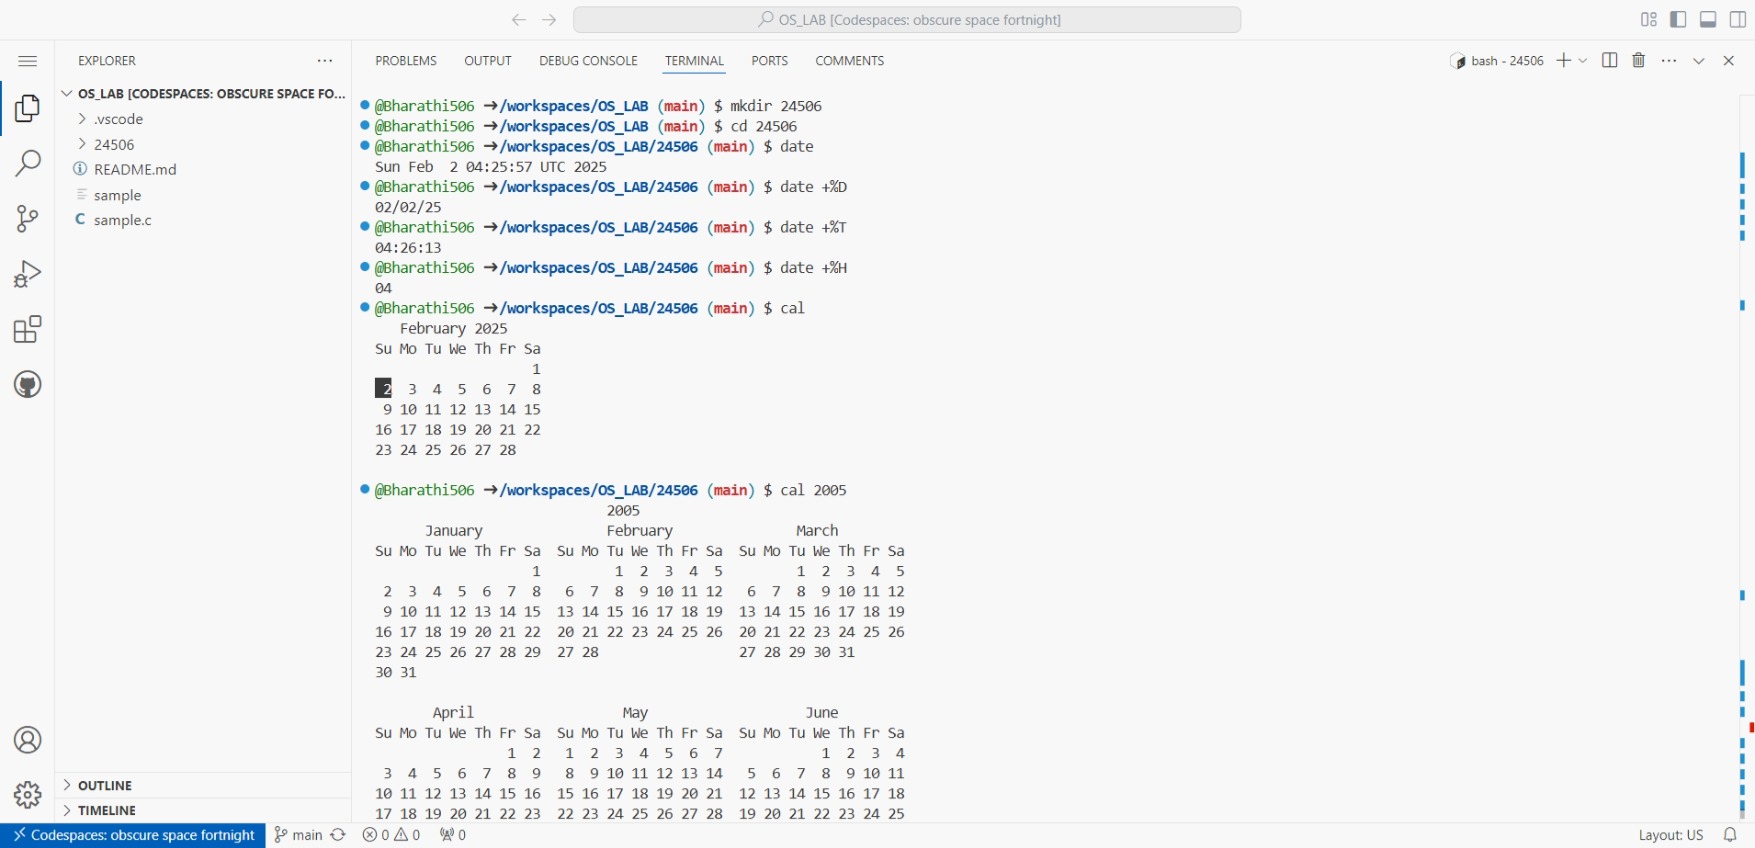 OS_LAB [Codespaces: obscure space fortnight]
EXPLORER
OS_LAB [CODESPACES: OBSCURE SPACE FO...
.vscode
24506
README.md
sample
C sample.c
OUTLINE
TIMELINE
PROBLEMS OUTPUT DEBUG CONSOLE TERMINAL PORTS COMMENTS
bash - 24506
@Bharathi506 ➜/workspaces/OS_LAB (main) $ mkdir 24506
@Bharathi506 ➜/workspaces/OS_LAB (main) $ cd 24506
@Bharathi506 ➜/workspaces/OS_LAB/24506 (main) $ date
Sun Feb  2 04:25:57 UTC 2025
@Bharathi506 ➜/workspaces/OS_LAB/24506 (main) $ date +%D
02/02/25
@Bharathi506 ➜/workspaces/OS_LAB/24506 (main) $ date +%T
04:26:13
@Bharathi506 ➜/workspaces/OS_LAB/24506 (main) $ date +%H
04
@Bharathi506 ➜/workspaces/OS_LAB/24506 (main) $ cal
   February 2025
Su Mo Tu We Th Fr Sa
                   1
 2  3  4  5  6  7  8
 9 10 11 12 13 14 15
16 17 18 19 20 21 22
23 24 25 26 27 28
@Bharathi506 ➜/workspaces/OS_LAB/24506 (main) $ cal 2005
                            2005
      January               February               March
Su Mo Tu We Th Fr Sa  Su Mo Tu We Th Fr Sa  Su Mo Tu We Th Fr Sa
                   1         1  2  3  4  5         1  2  3  4  5
 2  3  4  5  6  7  8   6  7  8  9 10 11 12   6  7  8  9 10 11 12
 9 10 11 12 13 14 15  13 14 15 16 17 18 19  13 14 15 16 17 18 19
16 17 18 19 20 21 22  20 21 22 23 24 25 26  20 21 22 23 24 25 26
23 24 25 26 27 28 29  27 28                 27 28 29 30 31
30 31
       April                  May                   June
Su Mo Tu We Th Fr Sa  Su Mo Tu We Th Fr Sa  Su Mo Tu We Th Fr Sa
                1  2   1  2  3  4  5  6  7            1  2  3  4
 3  4  5  6  7  8  9   8  9 10 11 12 13 14   5  6  7  8  9 10 11
10 11 12 13 14 15 16  15 16 17 18 19 20 21  12 13 14 15 16 17 18
17 18 19 20 21 22 23  22 23 24 25 26 27 28  19 20 21 22 23 24 25
Codespaces: obscure space fortnight main 0 0 0 Layout: US